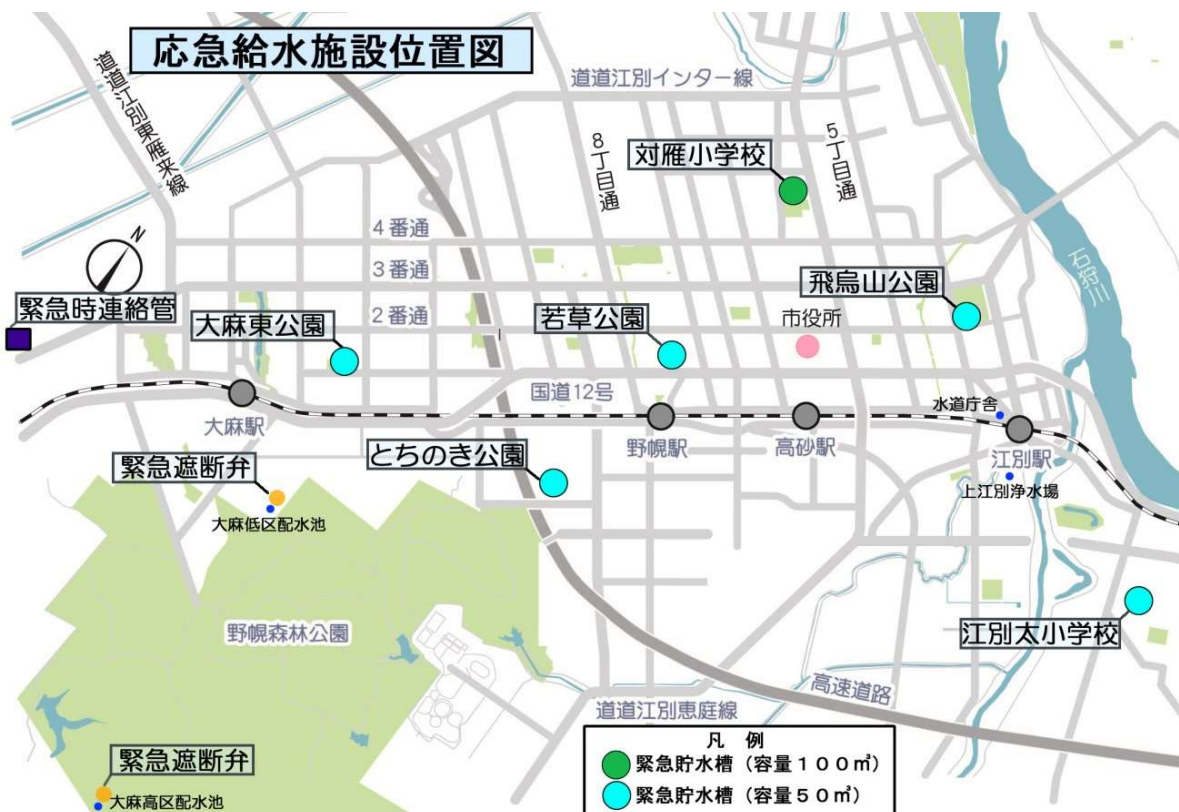 応急給水施設位置図
道道江別東雁来線
道道江別インター線
8丁目通
5丁目通
対雁小学校
N
4番通
3番通
2番通
石狩川
緊急時連絡管
大麻東公園
若草公園
飛烏山公園
市役所
国道12号
大麻駅
野幌駅
高砂駅
水道庁舎
江別駅
上江別浄水場
とちのき公園
緊急遮断弁
大麻低区配水池
野幌森林公園
江別太小学校
高速道路
道道江別恵庭線
緊急遮断弁
大麻高区配水池
凡 例
緊急貯水槽（容量１００㎥）
緊急貯水槽（容量５０㎥）